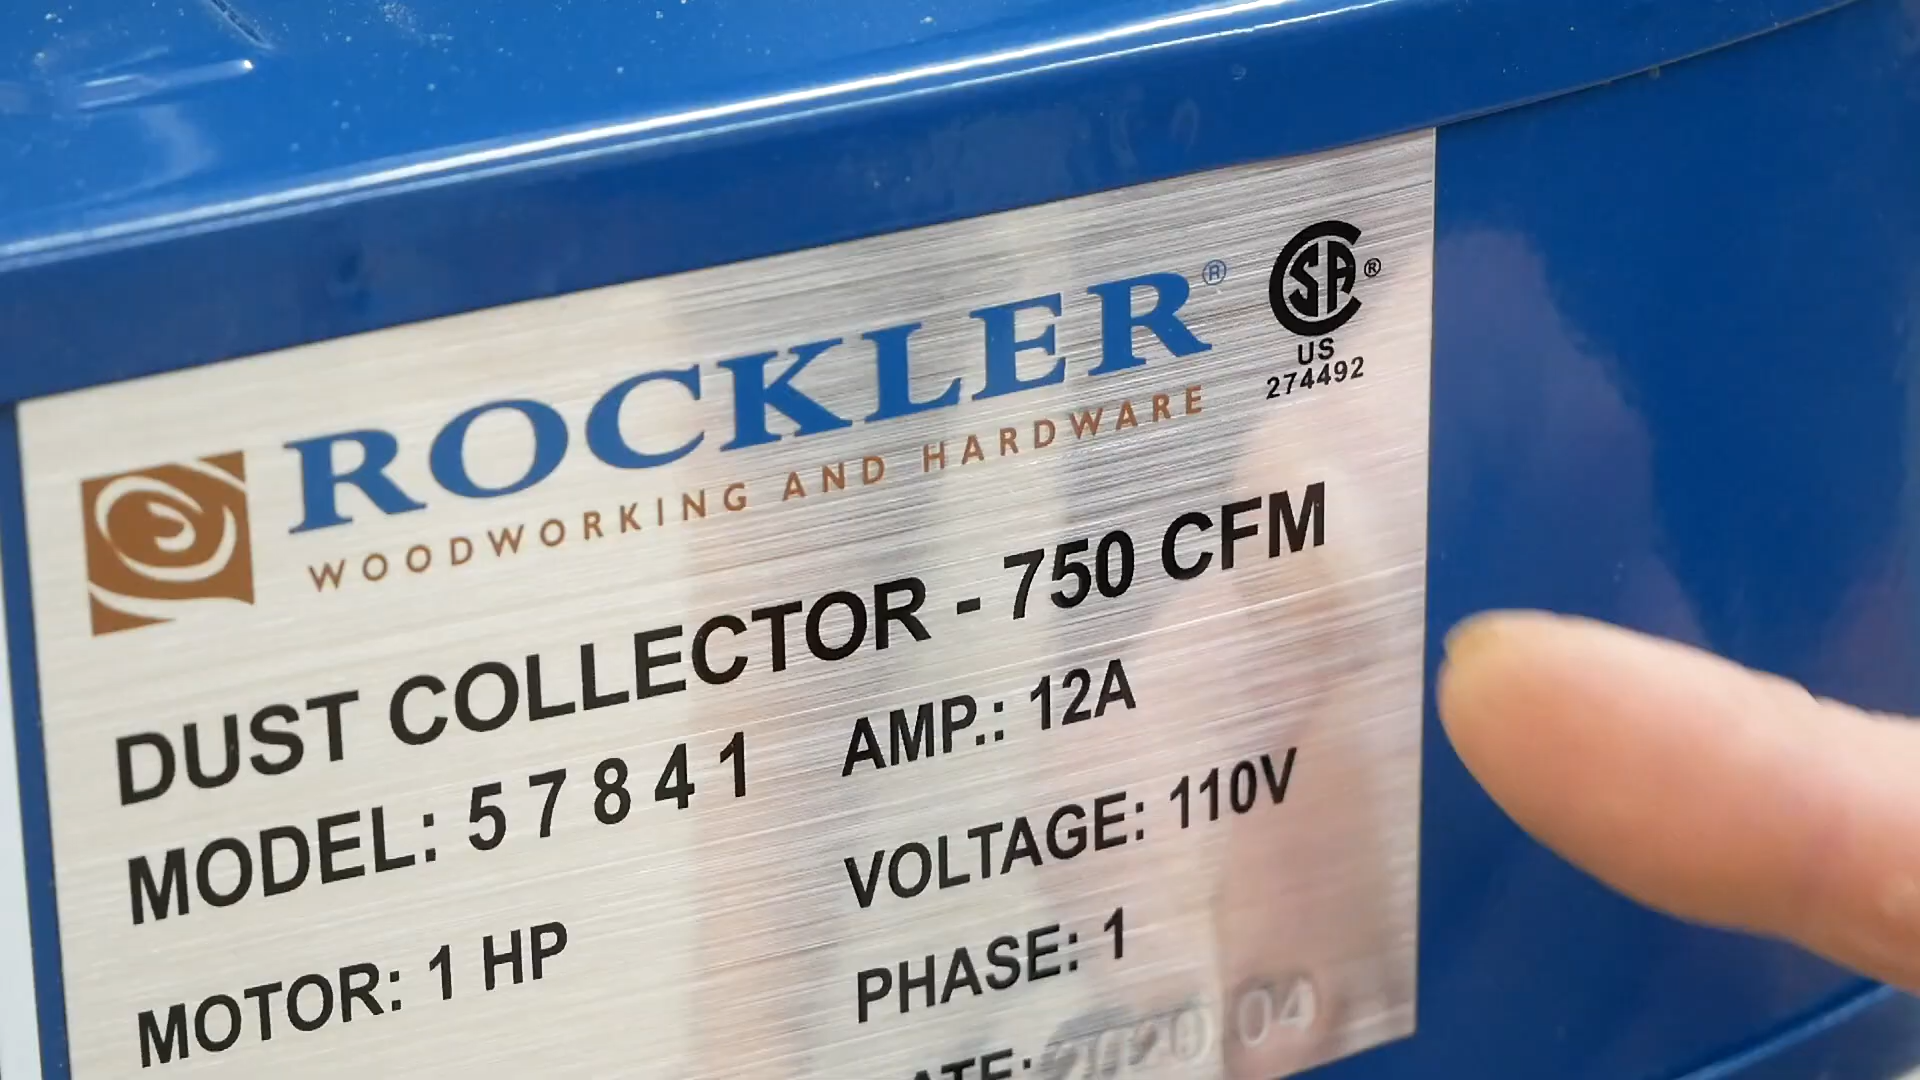 ROCKLER®
WOODWORKING AND HARDWARE
CSA®
US
274492
DUST COLLECTOR - 750 CFM
MODEL: 57841
AMP.: 12A
MOTOR: 1 HP
VOLTAGE: 110V
PHASE: 1
04